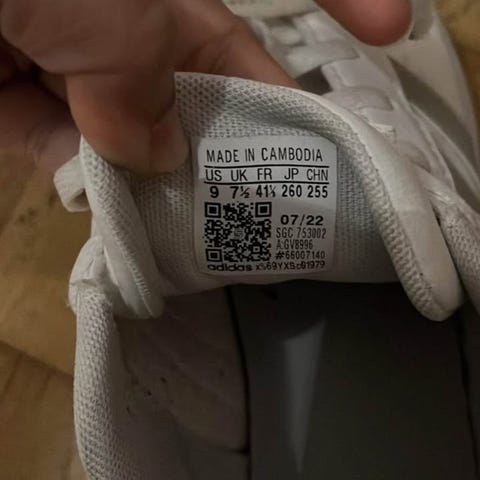 MADE IN CAMBODIA
US UK FR JP CHN
9 7½ 41⅓ 260 255
07/22
SGC 753002
A:GV8996
#66007140
adidas